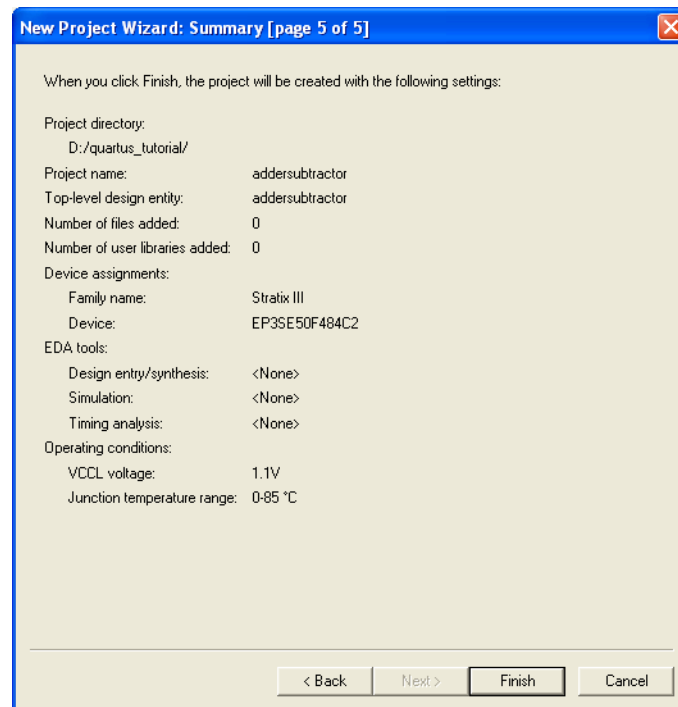 New Project Wizard: Summary [page 5 of 5]
When you click Finish, the project will be created with the following settings:
Project directory:
D:/quartus_tutorial/
Project name: addersubtractor
Top-level design entity: addersubtractor
Number of files added: 0
Number of user libraries added: 0
Device assignments:
Family name: Stratix III
Device: EP3SE50F484C2
EDA tools:
Design entry/synthesis: <None>
Simulation: <None>
Timing analysis: <None>
Operating conditions:
VCCL voltage: 1.1V
Junction temperature range: 0-85 °C
< Back Next > Finish Cancel